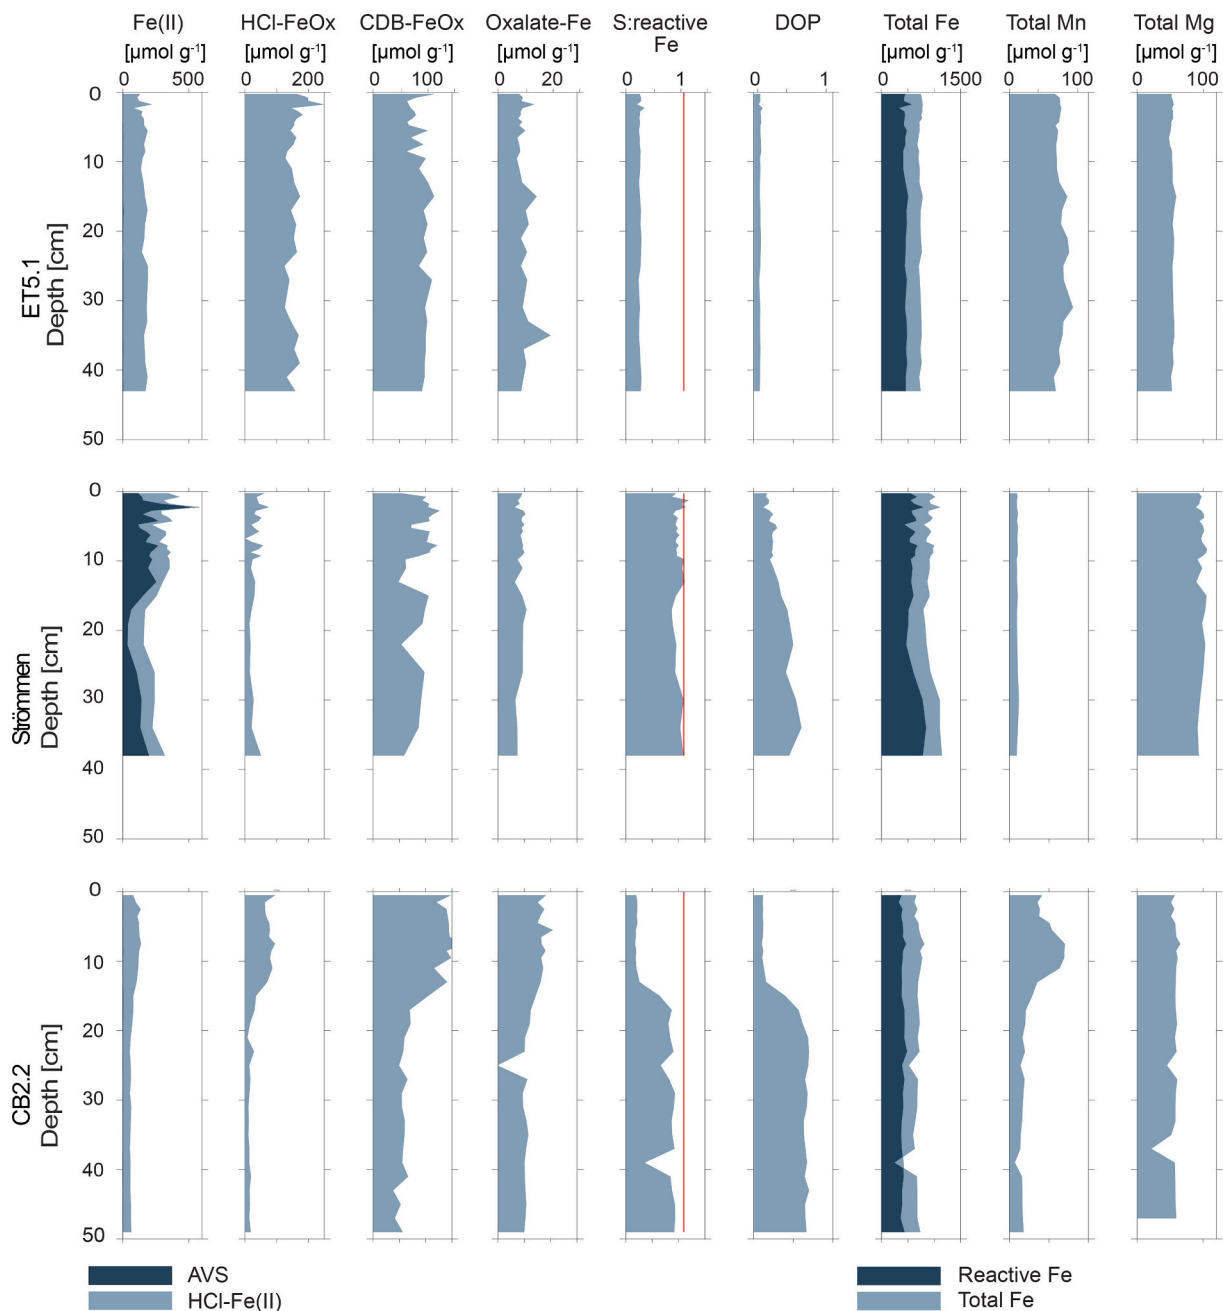 Fe(II) HCl-FeOx CDB-FeOx Oxalate-Fe S:reactive Fe DOP Total Fe Total Mn Total Mg
[µmol g-1] [µmol g-1] [µmol g-1] [µmol g-1] [µmol g-1] [µmol g-1] [µmol g-1]
0 500 0 200 0 100 0 20 0 1 0 1 0 1500 0 100 0 100
0
10
20
30
40
50
ET5.1
Depth [cm]
0
10
20
30
40
50
Strömmen
Depth [cm]
0
10
20
30
40
50
CB2.2
Depth [cm]
AVS
HCl-Fe(II)
Reactive Fe
Total Fe